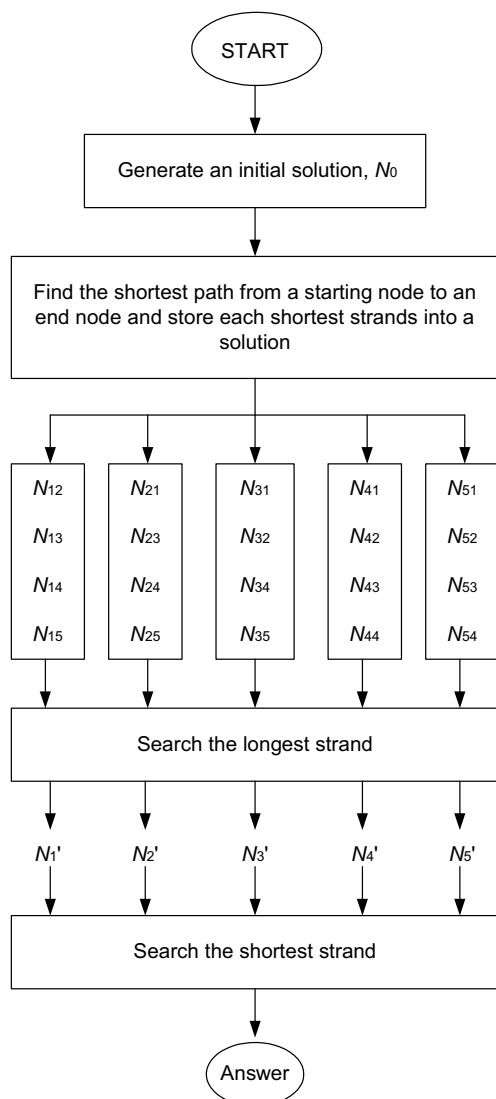 START
Generate an initial solution, N0
Find the shortest path from a starting node to an
end node and store each shortest strands into a
solution
N12 N21 N31 N41 N51
N13 N23 N32 N42 N52
N14 N24 N34 N43 N53
N15 N25 N35 N44 N54
Search the longest strand
N1' N2' N3' N4' N5'
Search the shortest strand
Answer